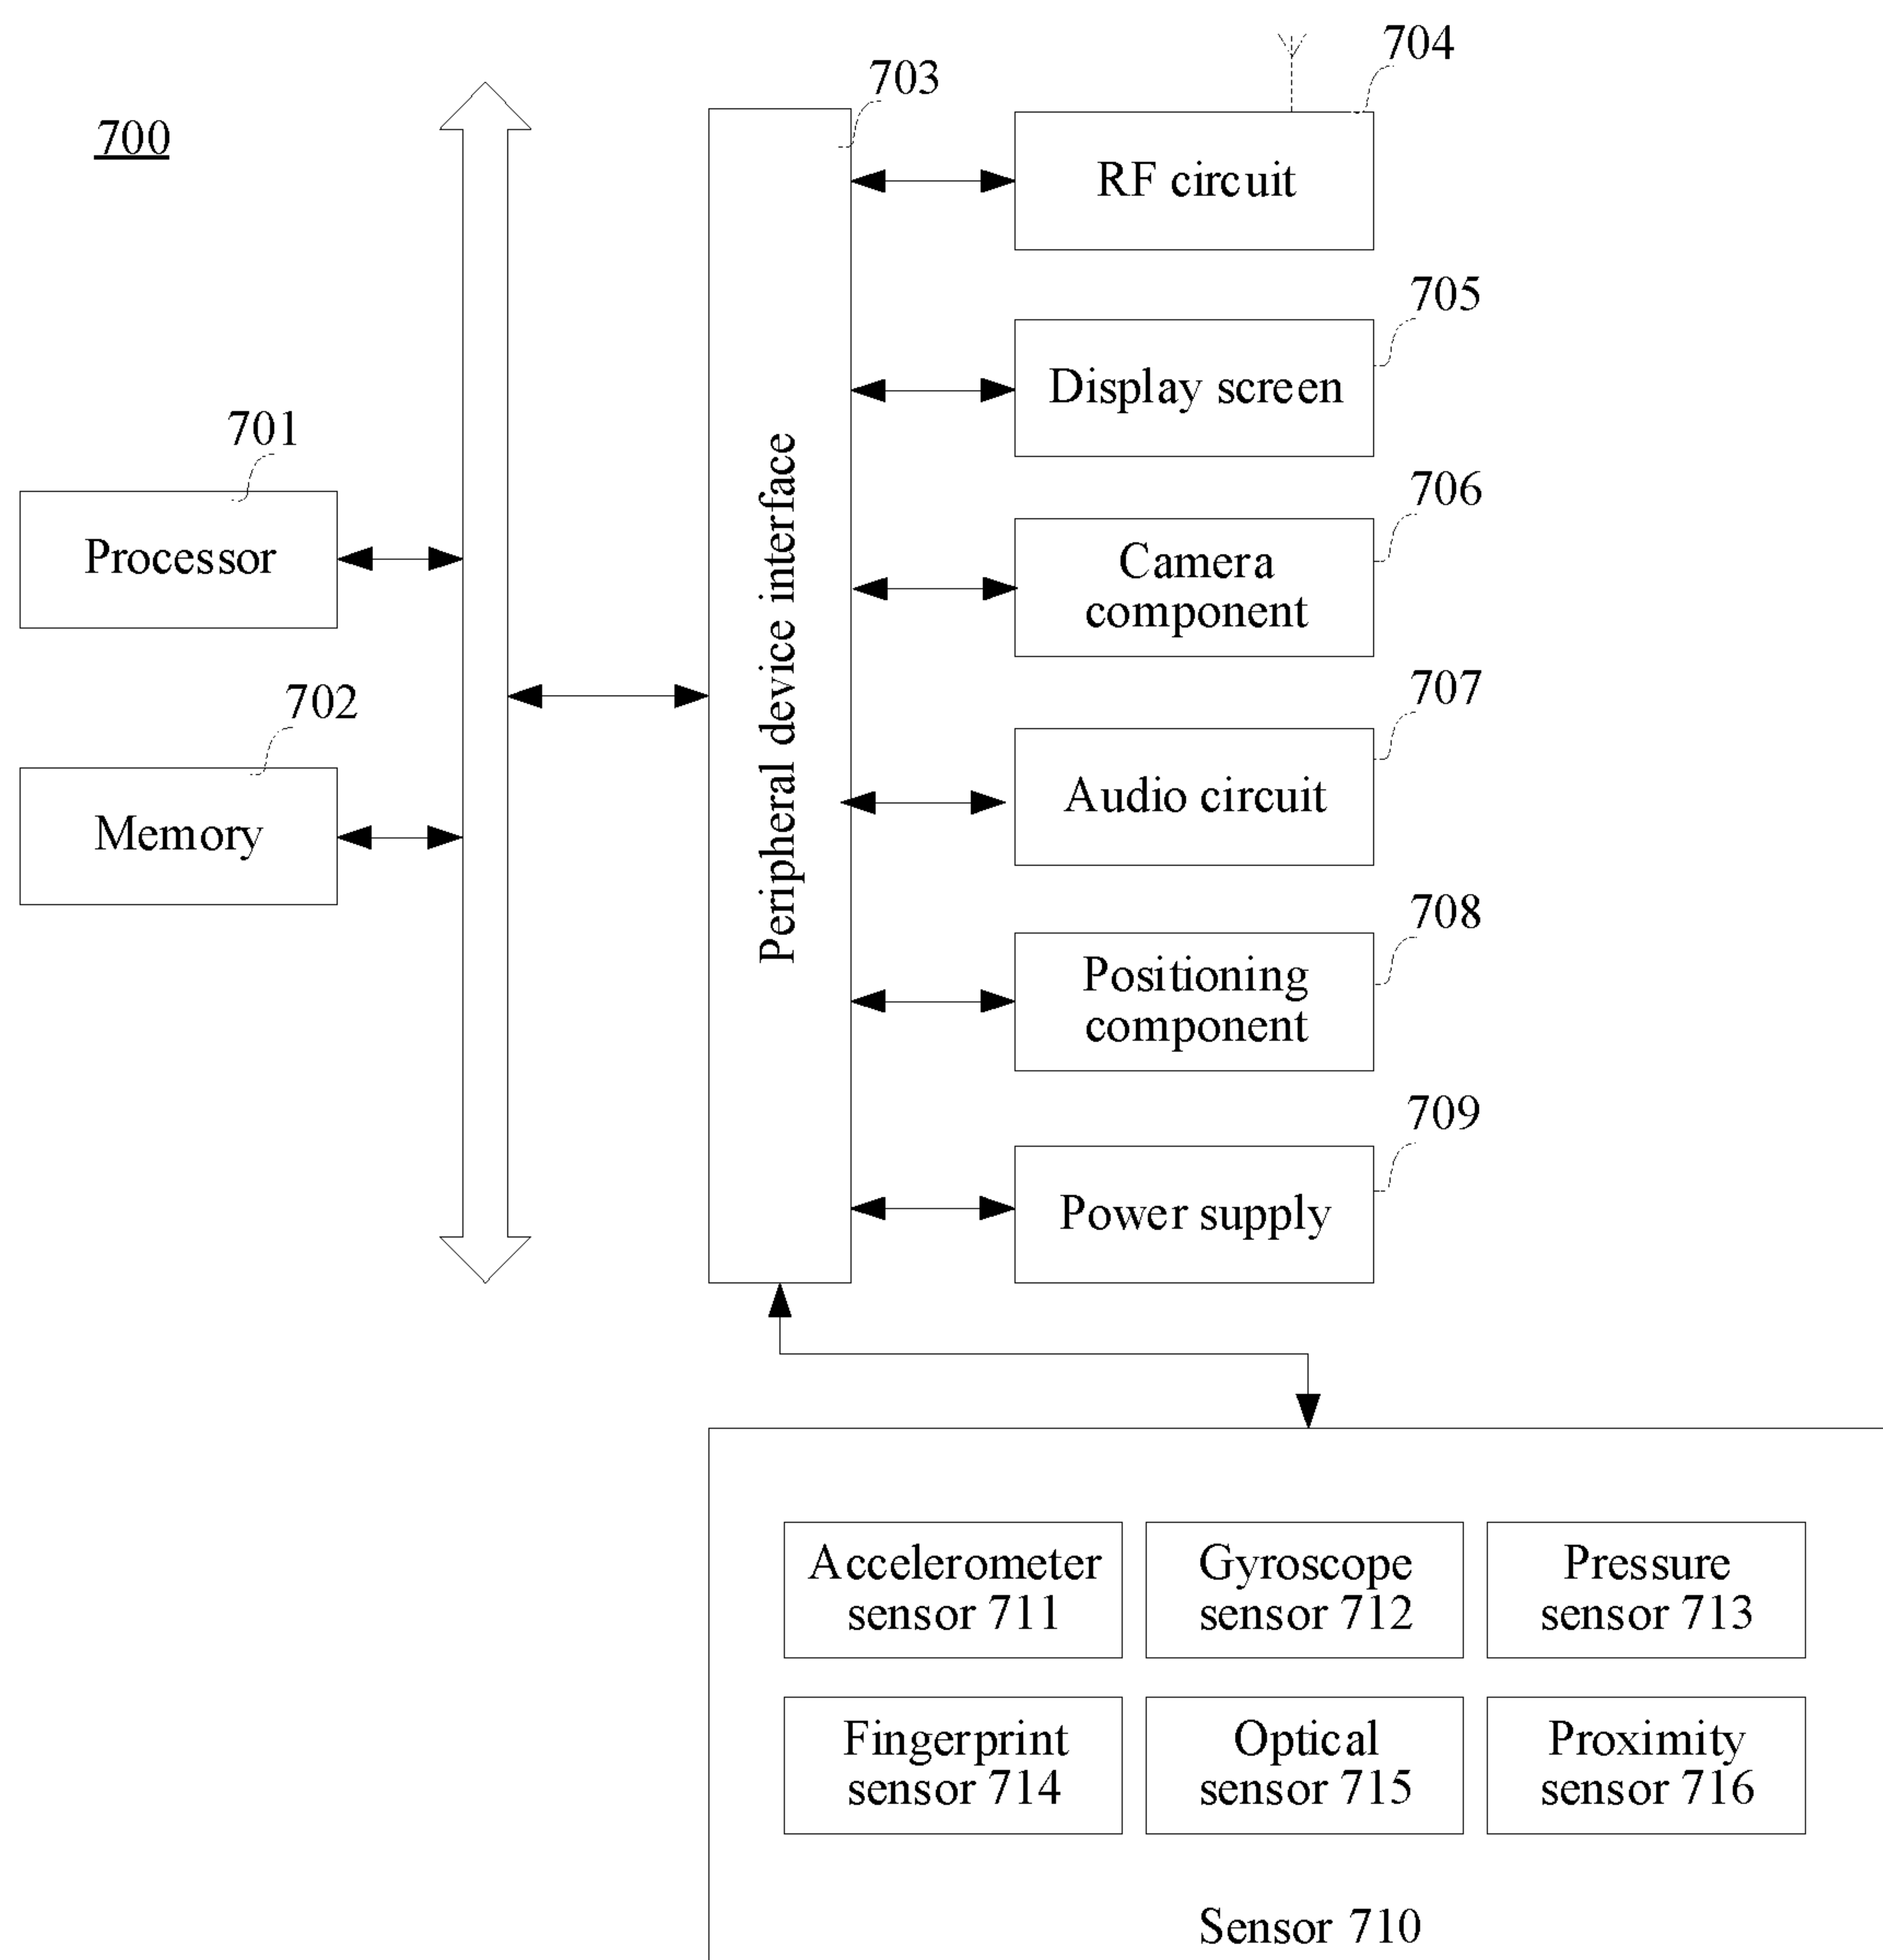 700
703
704
RF circuit
705
Display screen
701
Processor
706
Camera
component
Peripheral device interface
702
Memory
707
Audio circuit
708
Positioning
component
709
Power supply
Accelerometer
sensor 711
Gyroscope
sensor 712
Pressure
sensor 713
Fingerprint
sensor 714
Optical
sensor 715
Proximity
sensor 716
Sensor 710